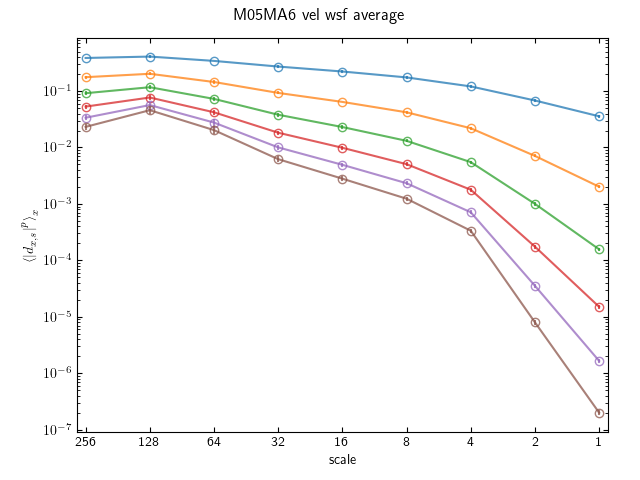 M05MA6 vel wsf average
⟨|d_{x,s}|^p⟩_x
10^{-1}
10^{-2}
10^{-3}
10^{-4}
10^{-5}
10^{-6}
10^{-7}
256 128 64 32 16 8 4 2 1
scale